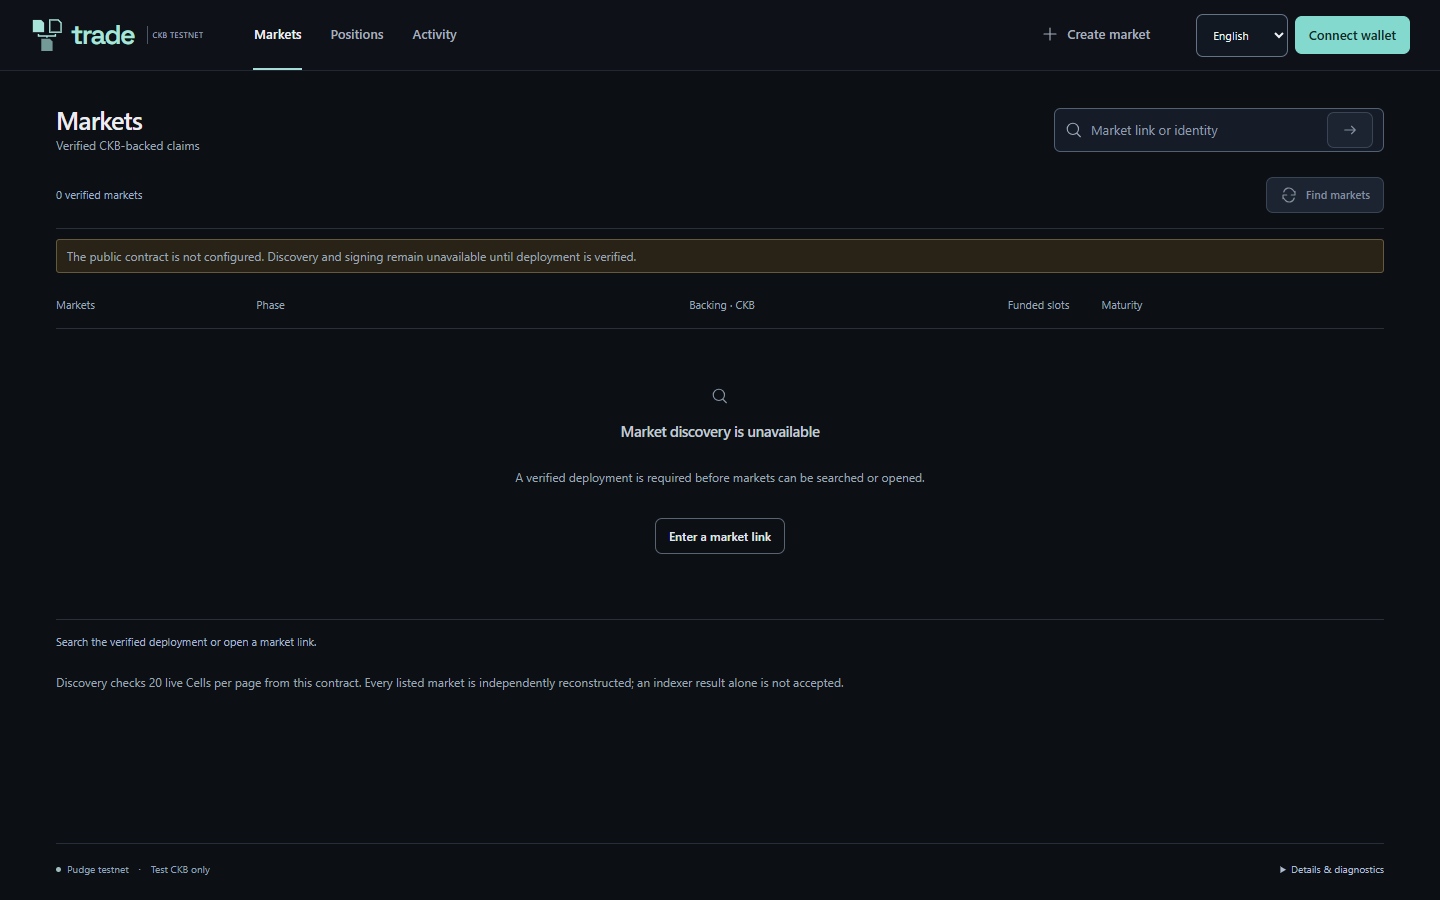 trade
CKB TESTNET
Markets
Positions
Activity
Create market
English
Connect wallet
Markets
Verified CKB-backed claims
Market link or identity
0 verified markets
Find markets
The public contract is not configured. Discovery and signing remain unavailable until deployment is verified.
Markets
Phase
Backing · CKB
Funded slots
Maturity
Market discovery is unavailable
A verified deployment is required before markets can be searched or opened.
Enter a market link
Search the verified deployment or open a market link.
Discovery checks 20 live Cells per page from this contract. Every listed market is independently reconstructed; an indexer result alone is not accepted.
Pudge testnet · Test CKB only
Details & diagnostics